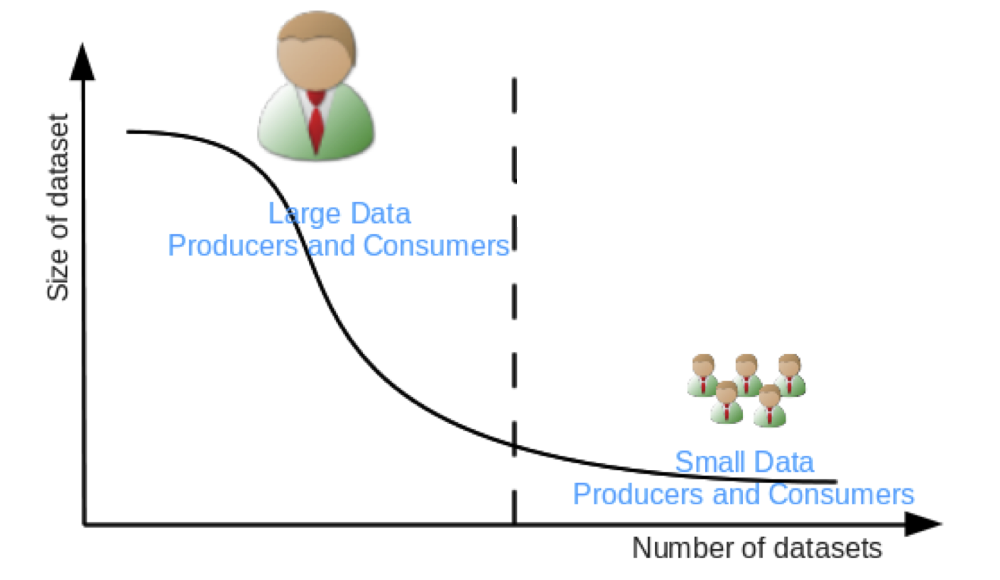 Size of dataset
Large Data
Producers and Consumers
Small Data
Producers and Consumers
Number of datasets